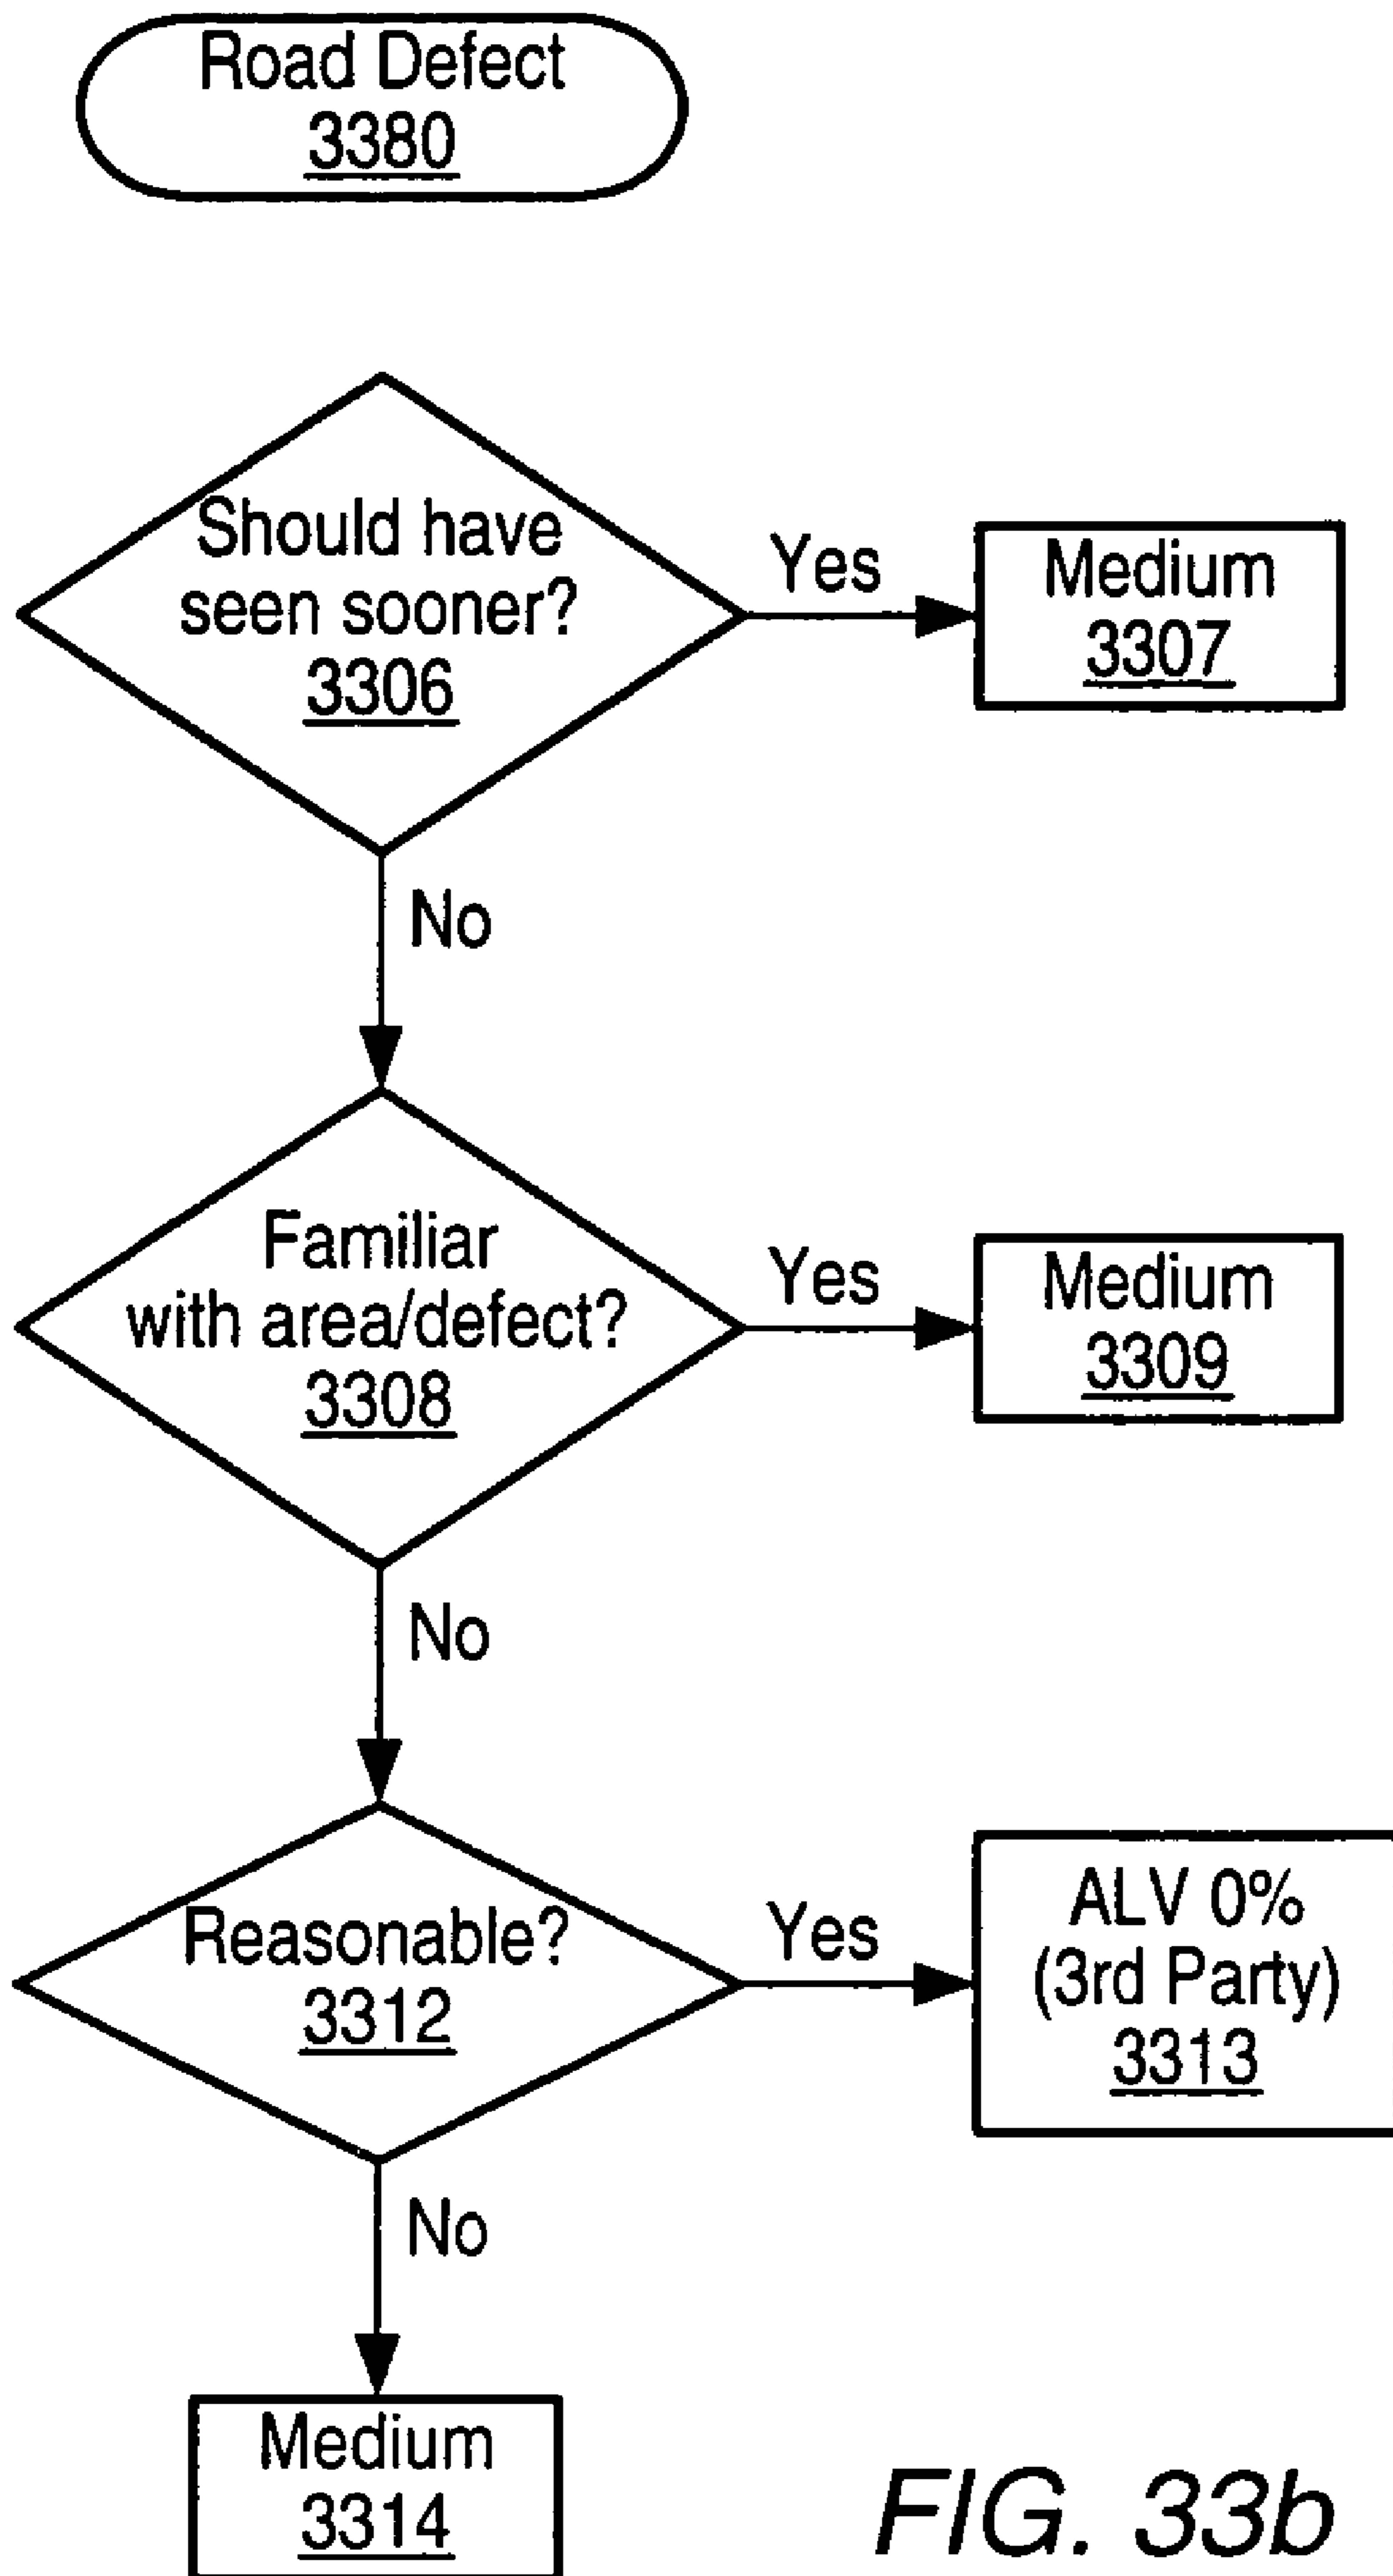 Road Defect
3380
Should have
seen sooner?
3306
Yes
Medium
3307
No
Familiar
with area/defect?
3308
Yes
Medium
3309
No
Reasonable?
3312
Yes
ALV 0%
(3rd Party)
3313
No
Medium
3314
FIG. 33b